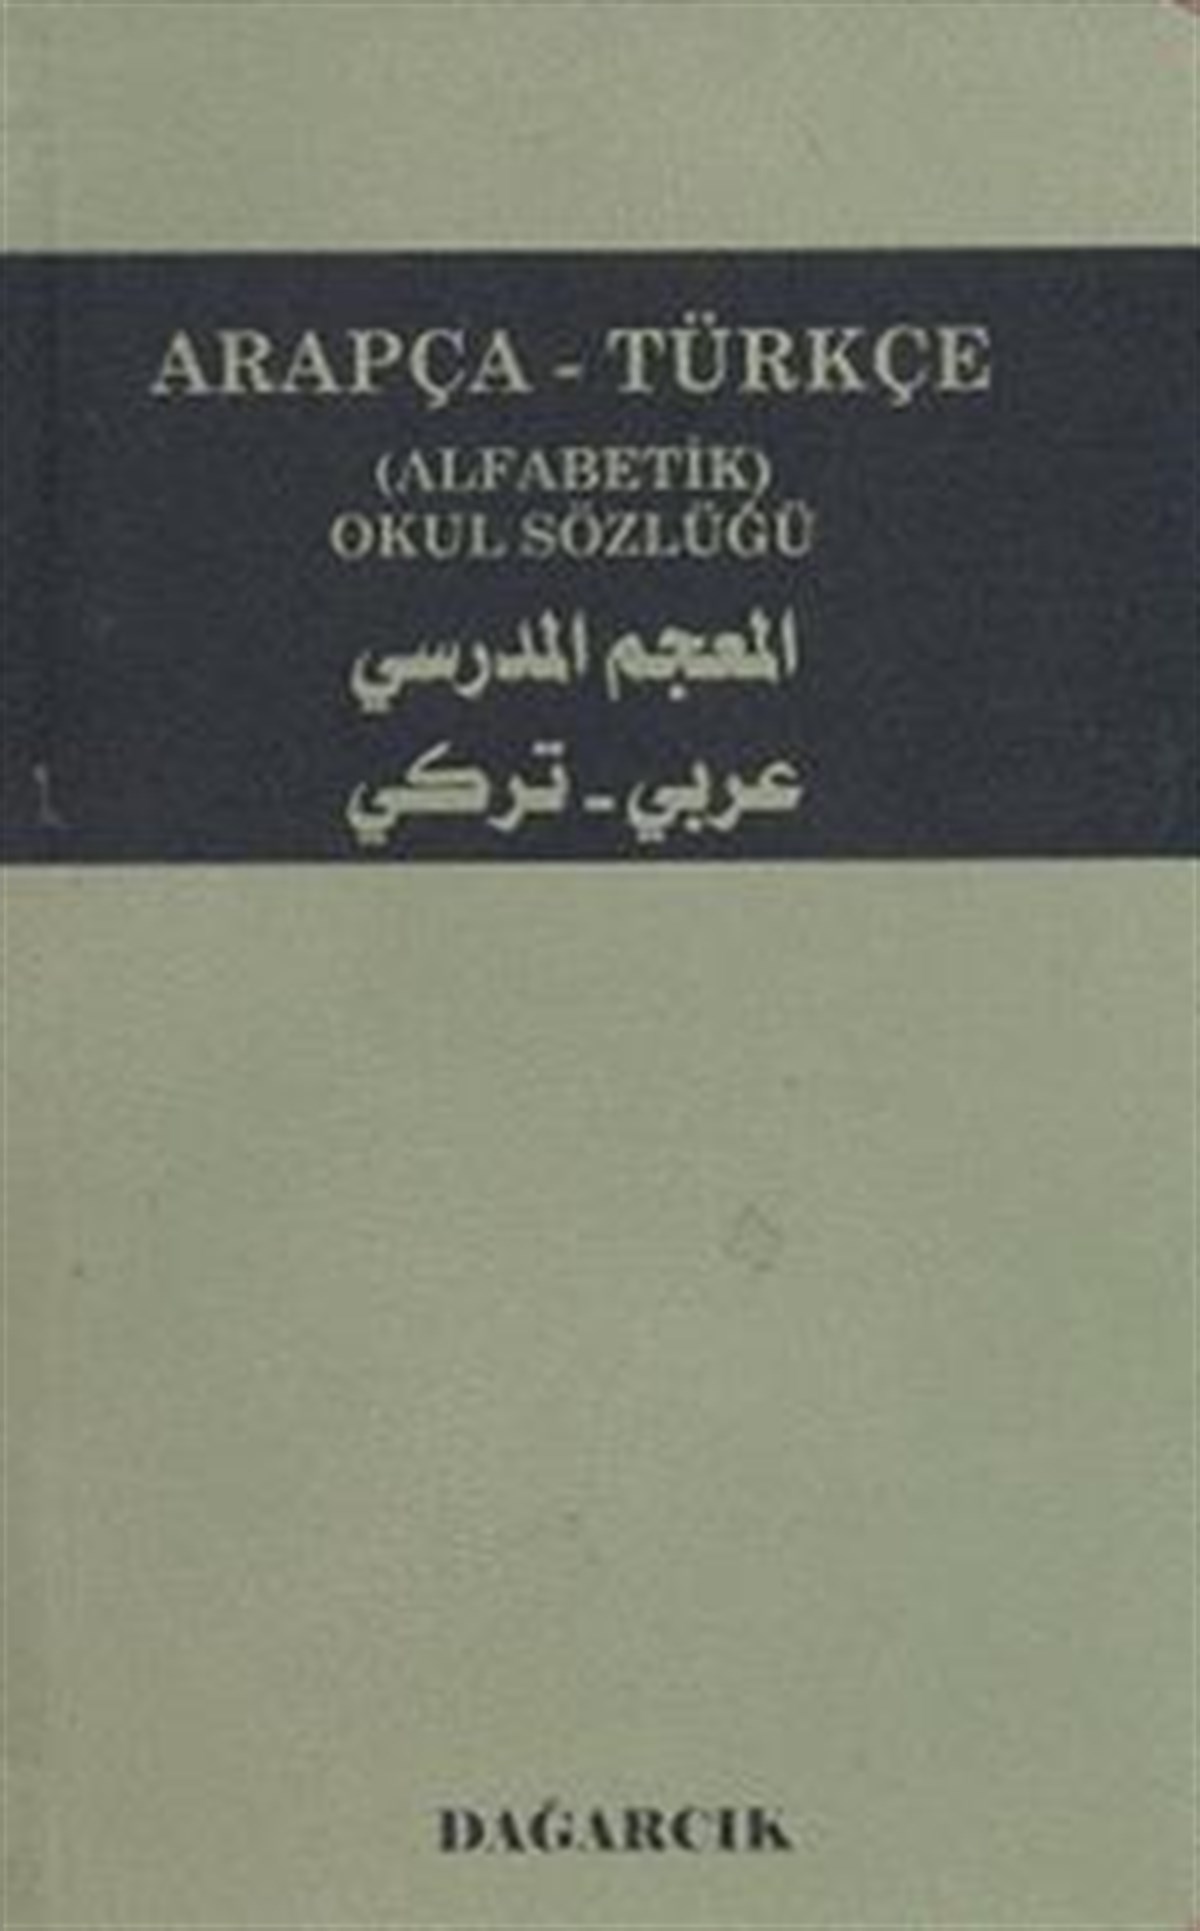 ARAPÇA - TÜRKÇE
(ALFABETİK)
OKUL SÖZLÜĞÜ
المعجم المدرسي
عربي - تركي
DAĞARCIK